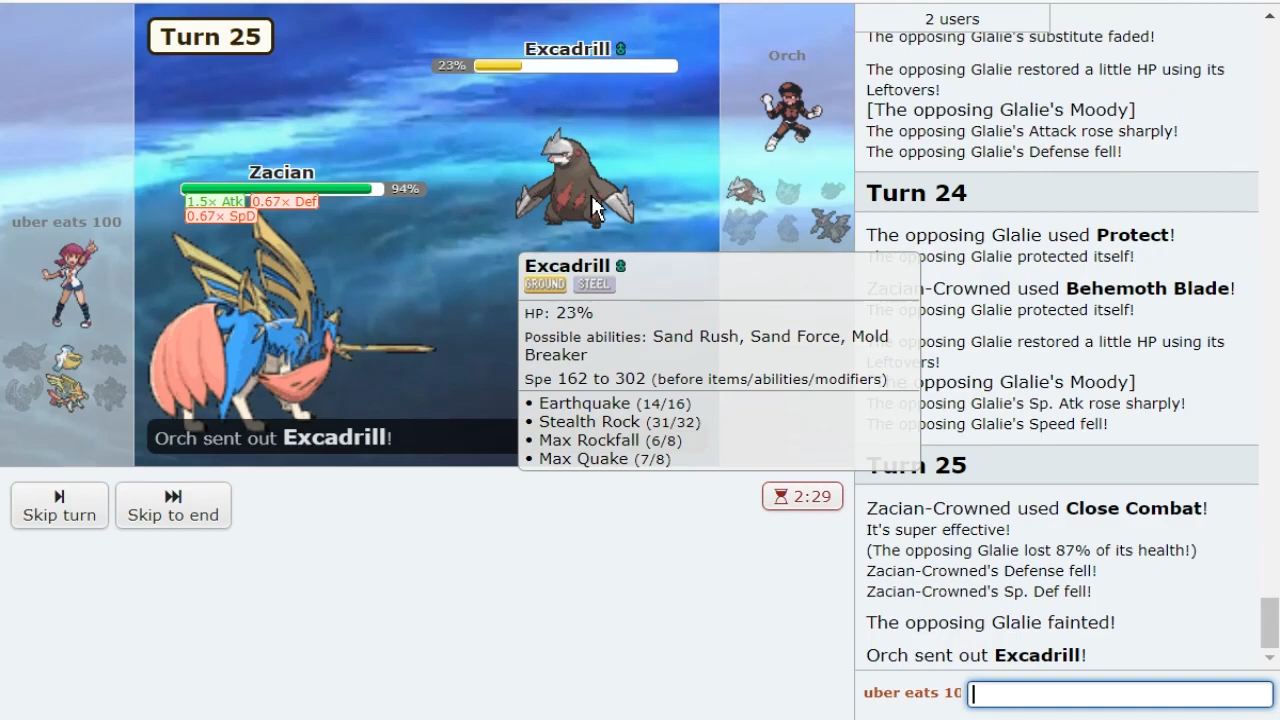 Turn 25
Excadrill
23%
Orch
Zacian
94%
1.5× Atk 0.67× Def
0.67× SpD
uber eats 100
Orch sent out Excadrill!
Excadrill
GROUND STEEL
HP: 23%
Possible abilities: Sand Rush, Sand Force, Mold
Breaker
Spe 162 to 302 (before items/abilities/modifiers)
• Earthquake (14/16)
• Stealth Rock (31/32)
• Max Rockfall (6/8)
• Max Quake (7/8)
Skip turn
Skip to end
2:29
2 users
The opposing Glalie's substitute faded!
The opposing Glalie restored a little HP using its
Leftovers!
[The opposing Glalie's Moody]
The opposing Glalie's Attack rose sharply!
The opposing Glalie's Defense fell!
Turn 24
The opposing Glalie used Protect!
The opposing Glalie protected itself!
Zacian-Crowned used Behemoth Blade!
The opposing Glalie protected itself!
The opposing Glalie restored a little HP using its
Leftovers!
[The opposing Glalie's Moody]
The opposing Glalie's Sp. Atk rose sharply!
The opposing Glalie's Speed fell!
Turn 25
Zacian-Crowned used Close Combat!
It's super effective!
(The opposing Glalie lost 87% of its health!)
Zacian-Crowned's Defense fell!
Zacian-Crowned's Sp. Def fell!
The opposing Glalie fainted!
Orch sent out Excadrill!
uber eats 10